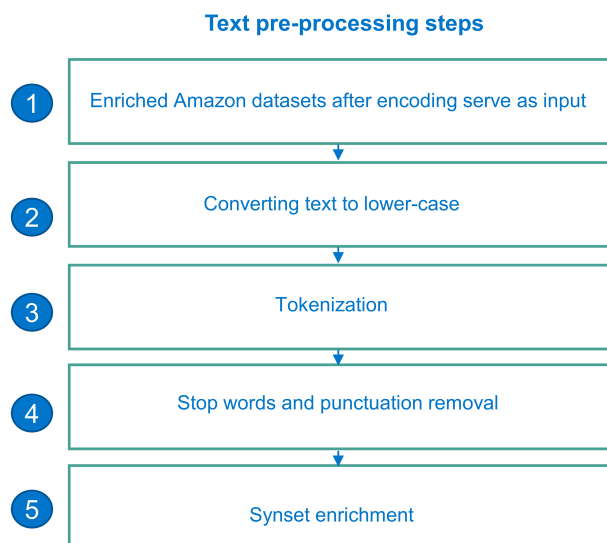 Text pre-processing steps
1
Enriched Amazon datasets after encoding serve as input
2
Converting text to lower-case
3
Tokenization
4
Stop words and punctuation removal
5
Synset enrichment